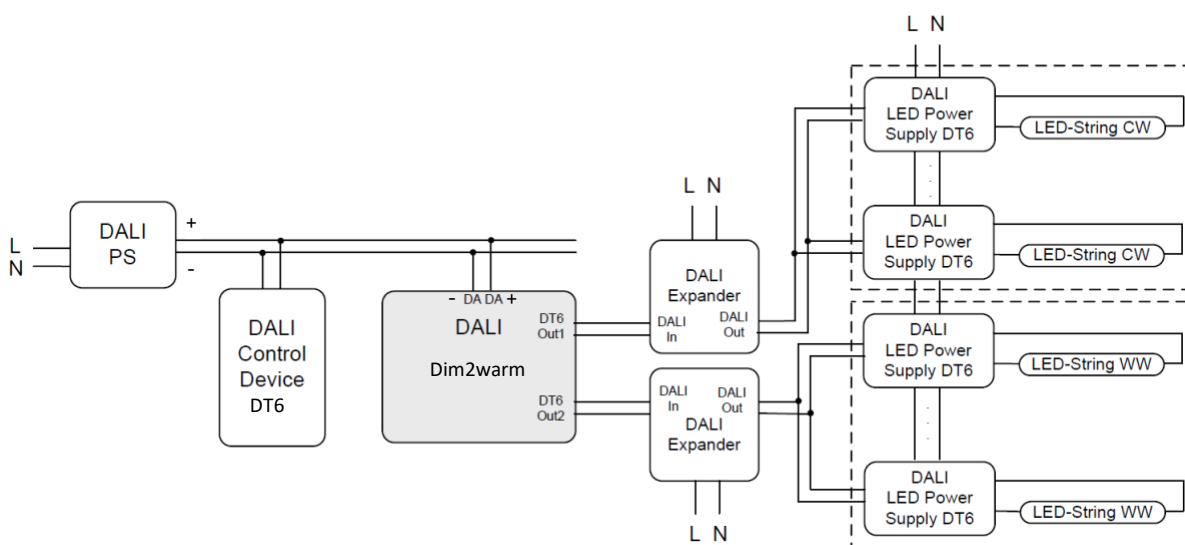 L N
DALI
LED Power
Supply DT6
LED-String CW
L N
DALI
LED Power
Supply DT6
LED-String CW
DALI
PS
+
-
L
N
DALI
Expander
DALI
In
DALI
Out
- DA DA +
DALI
Dim2warm
DT6
Out1
DT6
Out2
DALI
Control
Device
DT6
DALI
In
DALI
Out
DALI
Expander
L N
DALI
LED Power
Supply DT6
LED-String WW
DALI
LED Power
Supply DT6
LED-String WW